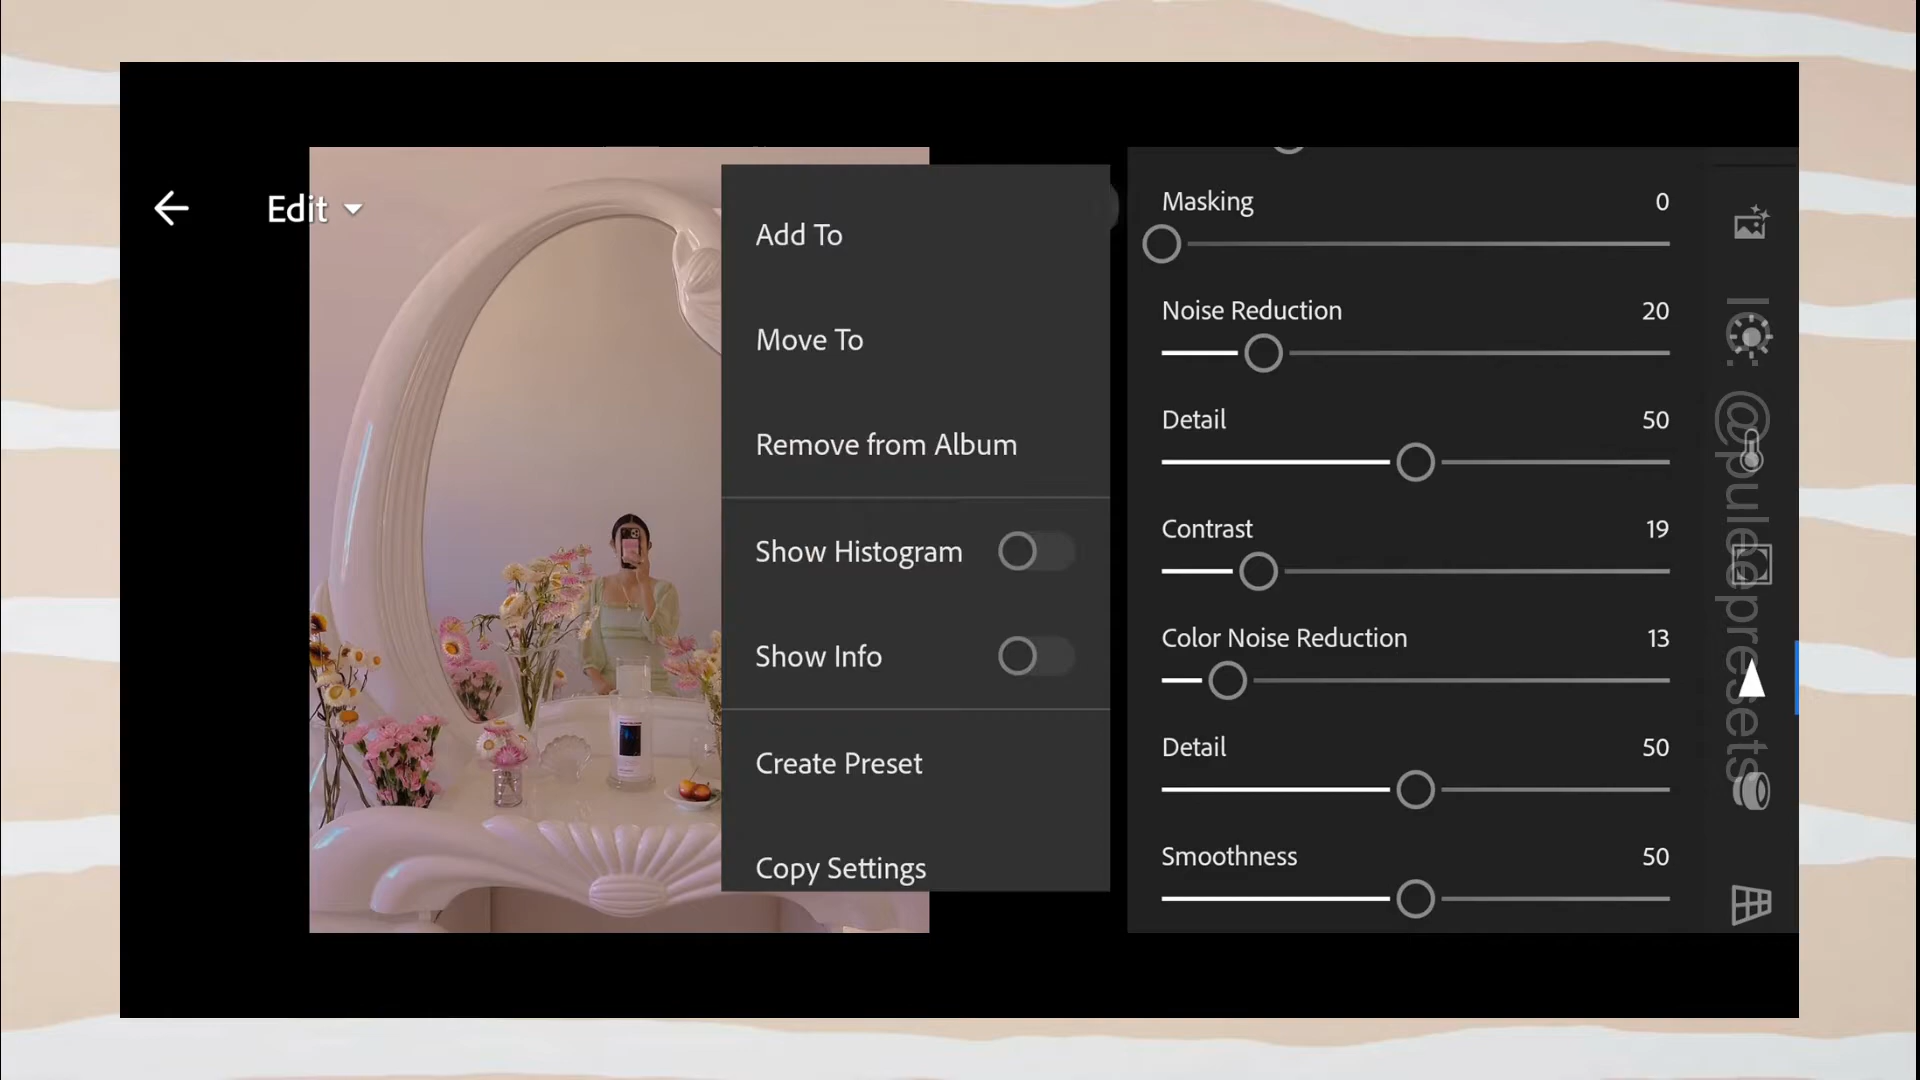 Edit
Add To
Move To
Remove from Album
Show Histogram
Show Info
Create Preset
Copy Settings
Masking 0
Noise Reduction 20
Detail 50
Contrast 19
Color Noise Reduction 13
Detail 50
Smoothness 50
@puleepresets